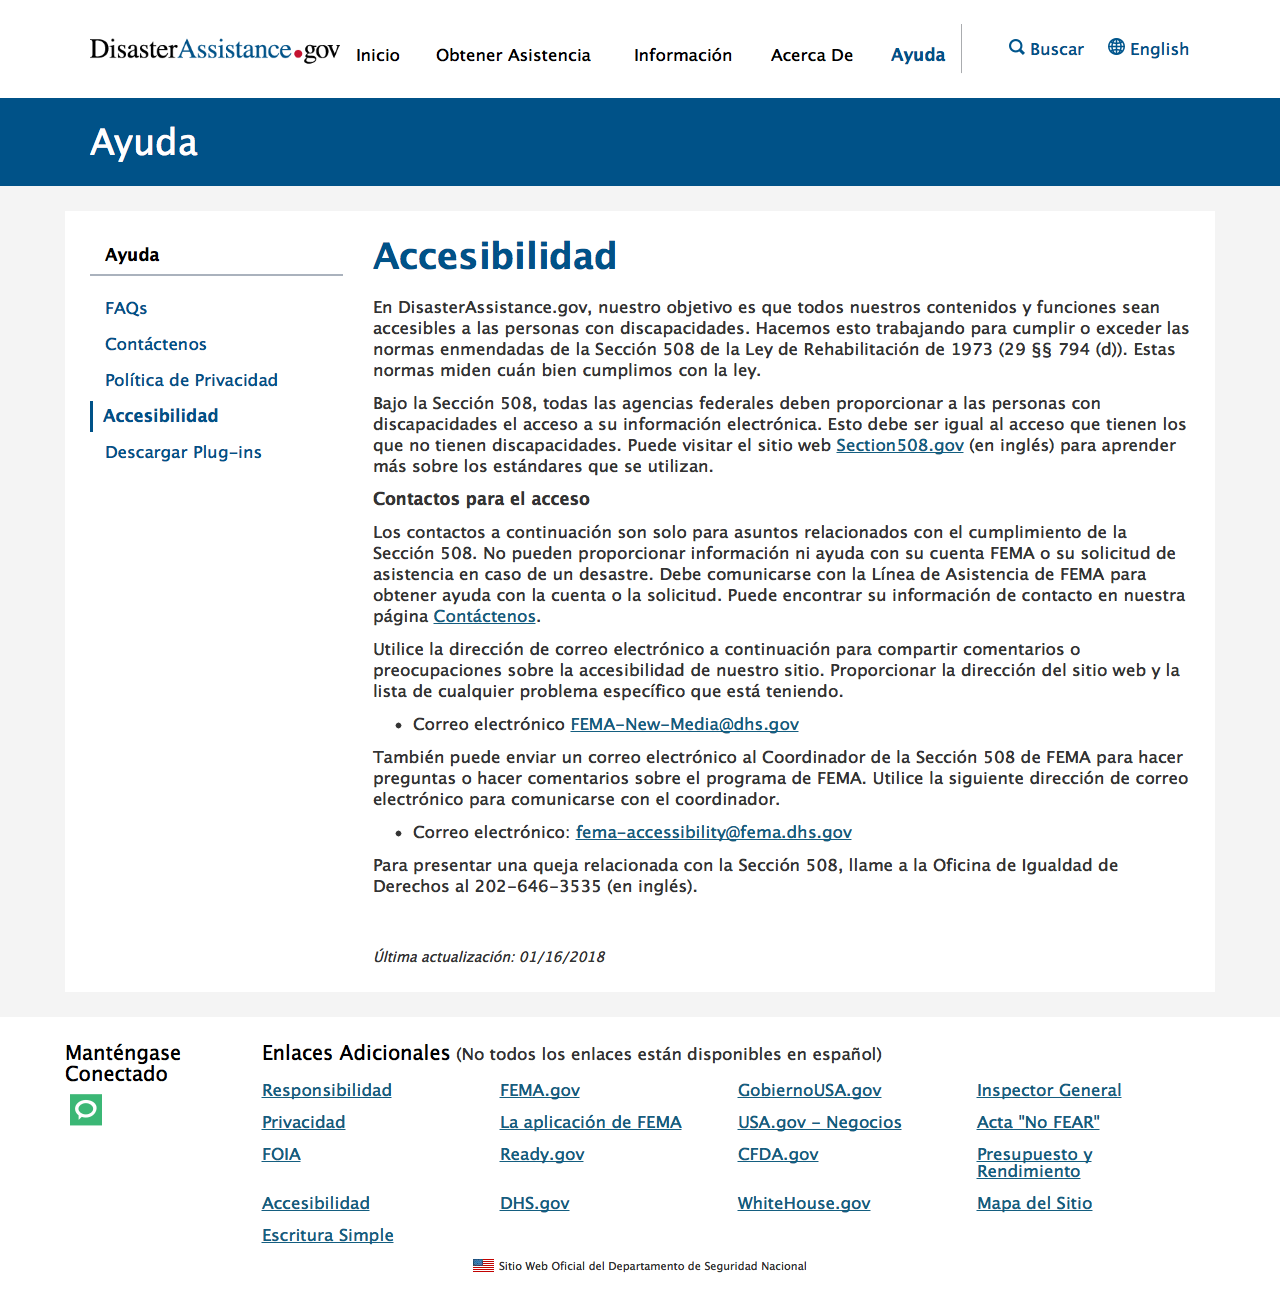 DisasterAssistance.gov
Inicio
Obtener Asistencia
Información
Acerca De
Ayuda
Buscar
English
Ayuda
Ayuda
FAQs
Contáctenos
Política de Privacidad
Accesibilidad
Descargar Plug-ins
Accesibilidad
En DisasterAssistance.gov, nuestro objetivo es que todos nuestros contenidos y funciones sean
accesibles a las personas con discapacidades. Hacemos esto trabajando para cumplir o exceder las
normas enmendadas de la Sección 508 de la Ley de Rehabilitación de 1973 (29 §§ 794 (d)). Estas
normas miden cuán bien cumplimos con la ley.
Bajo la Sección 508, todas las agencias federales deben proporcionar a las personas con
discapacidades el acceso a su información electrónica. Esto debe ser igual al acceso que tienen los
que no tienen discapacidades. Puede visitar el sitio web Section508.gov (en inglés) para aprender
más sobre los estándares que se utilizan.
Contactos para el acceso
Los contactos a continuación son solo para asuntos relacionados con el cumplimiento de la
Sección 508. No pueden proporcionar información ni ayuda con su cuenta FEMA o su solicitud de
asistencia en caso de un desastre. Debe comunicarse con la Línea de Asistencia de FEMA para
obtener ayuda con la cuenta o la solicitud. Puede encontrar su información de contacto en nuestra
página Contáctenos.
Utilice la dirección de correo electrónico a continuación para compartir comentarios o
preocupaciones sobre la accesibilidad de nuestro sitio. Proporcionar la dirección del sitio web y la
lista de cualquier problema específico que está teniendo.
• Correo electrónico FEMA-New-Media@dhs.gov
También puede enviar un correo electrónico al Coordinador de la Sección 508 de FEMA para hacer
preguntas o hacer comentarios sobre el programa de FEMA. Utilice la siguiente dirección de correo
electrónico para comunicarse con el coordinador.
• Correo electrónico: fema-accessibility@fema.dhs.gov
Para presentar una queja relacionada con la Sección 508, llame a la Oficina de Igualdad de
Derechos al 202-646-3535 (en inglés).
Última actualización: 01/16/2018
Manténgase
Conectado
Enlaces Adicionales (No todos los enlaces están disponibles en español)
Responsibilidad
FEMA.gov
GobiernoUSA.gov
Inspector General
Privacidad
La aplicación de FEMA
USA.gov - Negocios
Acta "No FEAR"
FOIA
Ready.gov
CFDA.gov
Presupuesto y
Rendimiento
Accesibilidad
DHS.gov
WhiteHouse.gov
Mapa del Sitio
Escritura Simple
Sitio Web Oficial del Departamento de Seguridad Nacional